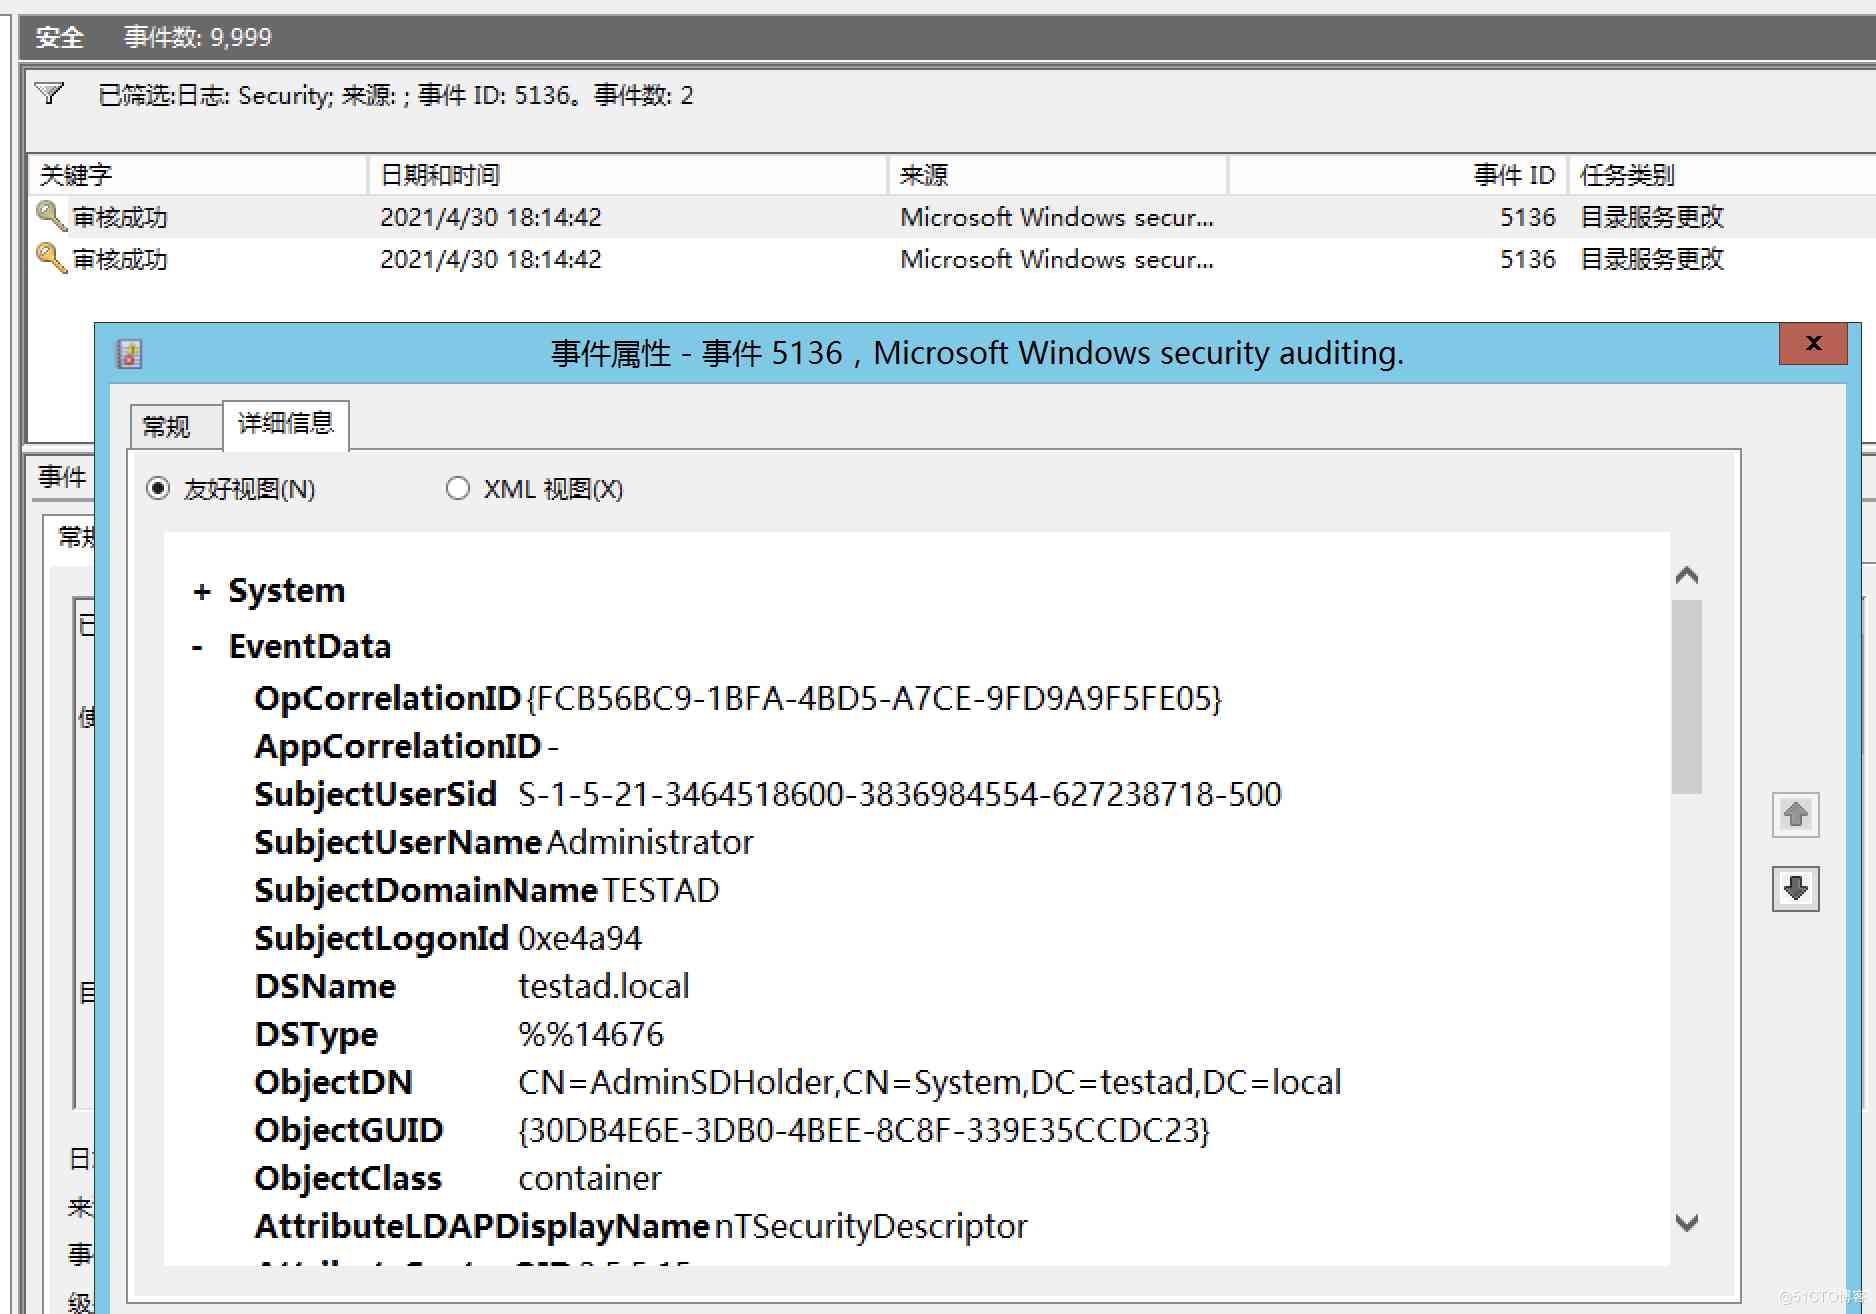 安全 事件数: 9,999
已筛选:日志: Security; 来源: ; 事件 ID: 5136。事件数: 2
关键字 日期和时间 来源 事件 ID 任务类别
审核成功 2021/4/30 18:14:42 Microsoft Windows secur... 5136 目录服务更改
审核成功 2021/4/30 18:14:42 Microsoft Windows secur... 5136 目录服务更改
事件属性 - 事件 5136，Microsoft Windows security auditing.
x
常规 详细信息
事件
友好视图(N) XML 视图(X)
常规
+ System
- EventData
OpCorrelationID {FCB56BC9-1BFA-4BD5-A7CE-9FD9A9F5FE05}
AppCorrelationID -
SubjectUserSid S-1-5-21-3464518600-3836984554-627238718-500
SubjectUserName Administrator
SubjectDomainName TESTAD
SubjectLogonId 0xe4a94
DSName testad.local
DSType %%14676
ObjectDN CN=AdminSDHolder,CN=System,DC=testad,DC=local
ObjectGUID {30DB4E6E-3DB0-4BEE-8C8F-339E35CCDC23}
ObjectClass container
AttributeLDAPDisplayName nTSecurityDescriptor
@51CTO博客